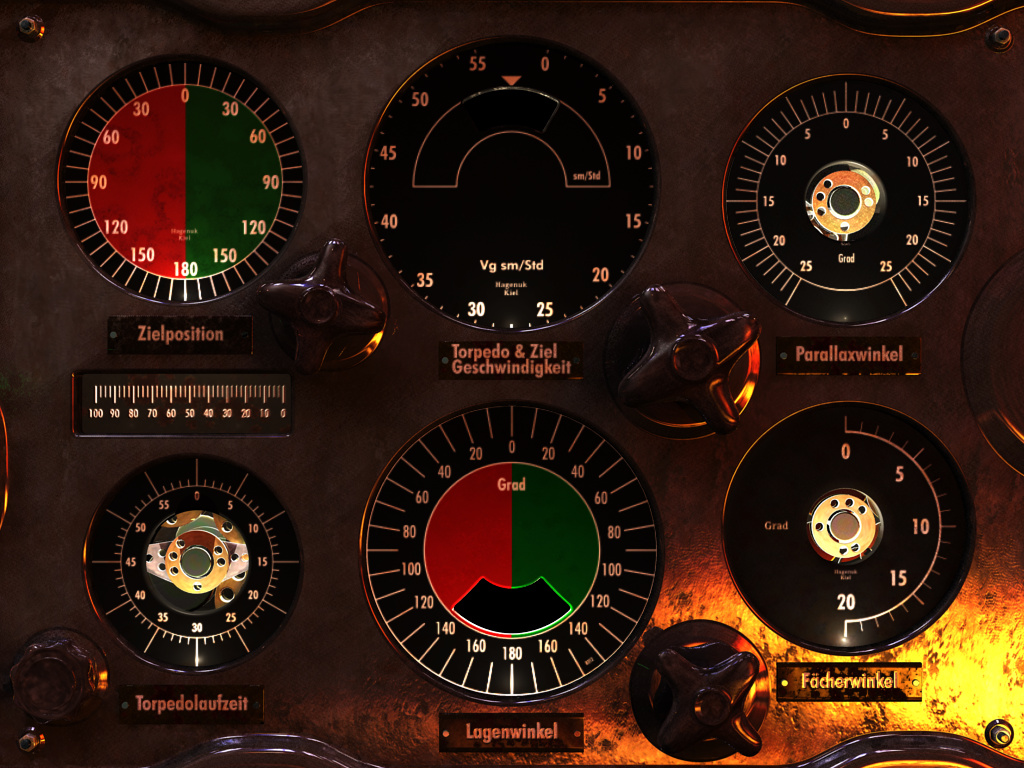 0
30 30
60 60
90 90
120 120
150 150
180
Hagenuk
Kiel
Zielposition
55 0
50 5
45 10
sm/Std
40 15
35 20
30 25
Vg sm/Std
Hagenuk
Kiel
Torpedo & Ziel
Geschwindigkeit
0
5 5
10 10
15 15
20 20
25 25
Grad
Parallaxwinkel
100 90 80 70 60 50 40 30 20 10 0
0
55 5
50 10
45 15
40 20
35 25
30
Torpedolaufzeit
0
20 20
40 40
60 60
80 80
100 100
120 120
140 140
160 160
180
Grad
Lagenwinkel
0
5
10
15
20
Grad
Hagenuk
Kiel
Fächerwinkel